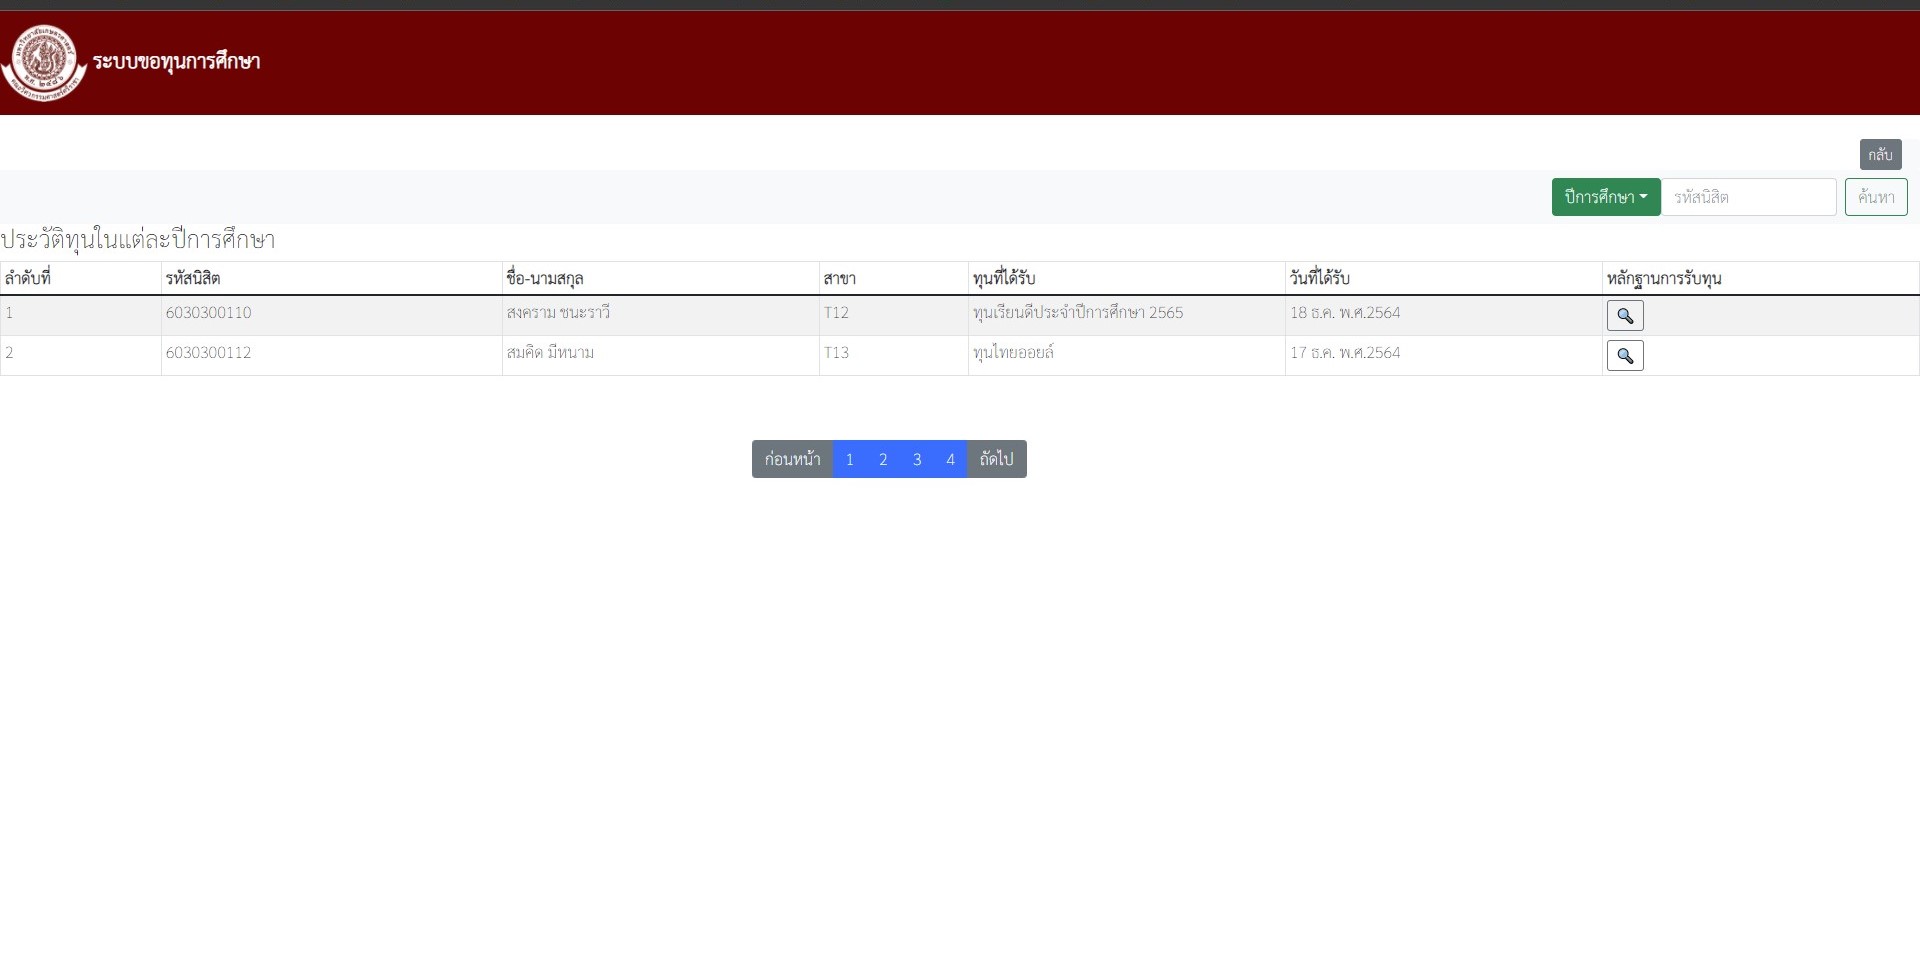 ระบบขอทุนการศึกษา
กลับ
ปีการศึกษา รหัสนิสิต ค้นหา
ประวัติทุนในแต่ละปีการศึกษา
ลำดับที่ รหัสนิสิต ชื่อ-นามสกุล สาขา ทุนที่ได้รับ วันที่ได้รับ หลักฐานการรับทุน
1 6030300110 สงคราม ชนะราวี T12 ทุนเรียนดีประจำปีการศึกษา 2565 18 ธ.ค. พ.ศ.2564
2 6030300112 สมคิด มีหนาม T13 ทุนไทยออยล์ 17 ธ.ค. พ.ศ.2564
ก่อนหน้า 1 2 3 4 ถัดไป